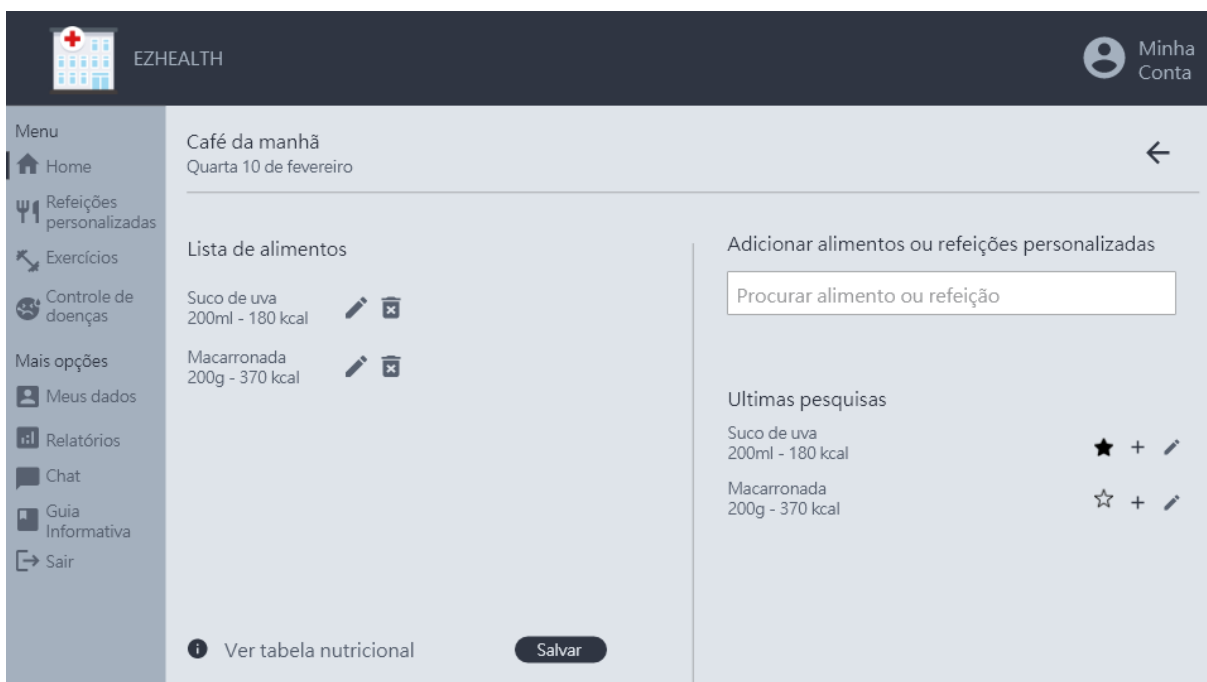 EZHEALTH
Minha
Conta
Menu
Home
Refeições
personalizadas
Exercícios
Controle de
doenças
Mais opções
Meus dados
Relatórios
Chat
Guia
Informativa
Sair
Café da manhã
Quarta 10 de fevereiro
Lista de alimentos
Suco de uva
200ml - 180 kcal
Macarronada
200g - 370 kcal
Ver tabela nutricional
Salvar
Adicionar alimentos ou refeições personalizadas
Procurar alimento ou refeição
Ultimas pesquisas
Suco de uva
200ml - 180 kcal
Macarronada
200g - 370 kcal